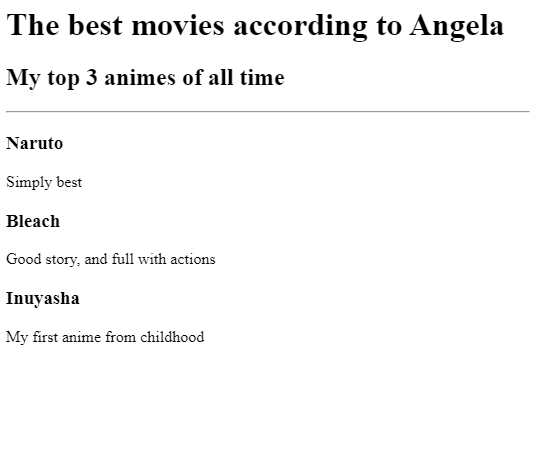 The best movies according to Angela
My top 3 animes of all time
Naruto
Simply best
Bleach
Good story, and full with actions
Inuyasha
My first anime from childhood